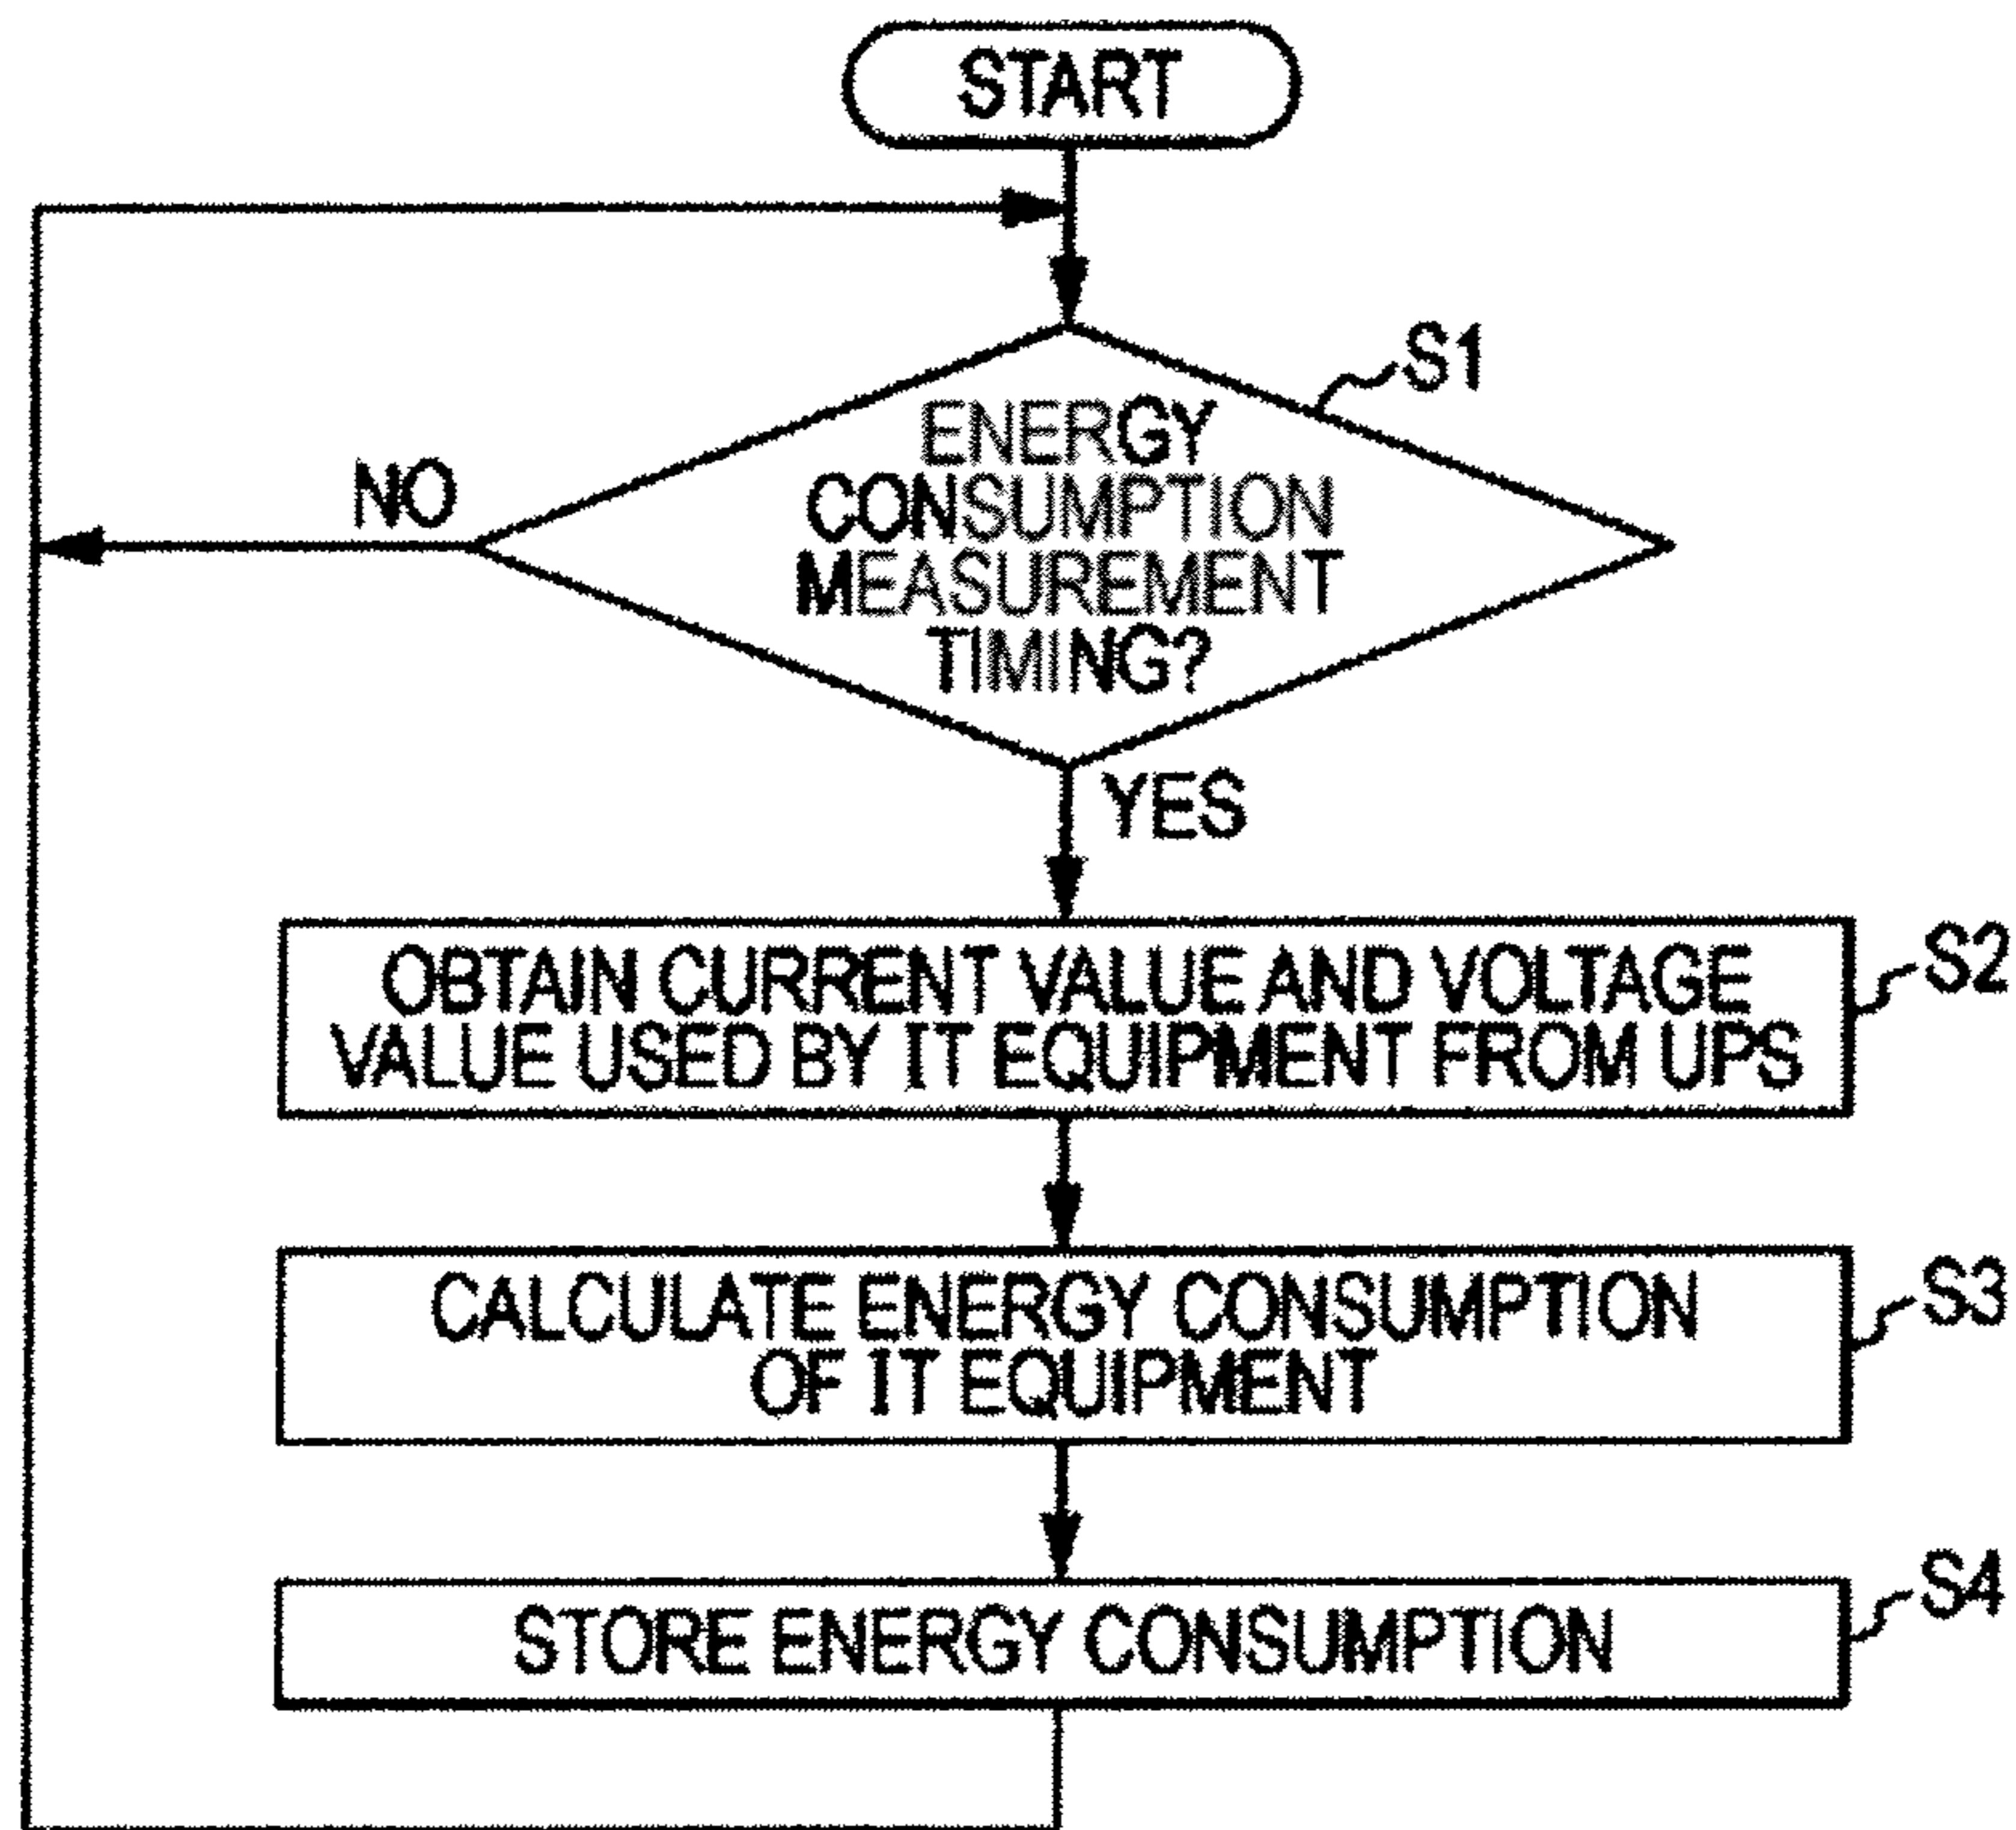 START
S1
ENERGY
CONSUMPTION
MEASUREMENT
TIMING?
NO
YES
OBTAIN CURRENT VALUE AND VOLTAGE
VALUE USED BY IT EQUIPMENT FROM UPS
S2
CALCULATE ENERGY CONSUMPTION
OF IT EQUIPMENT
S3
STORE ENERGY CONSUMPTION
S4